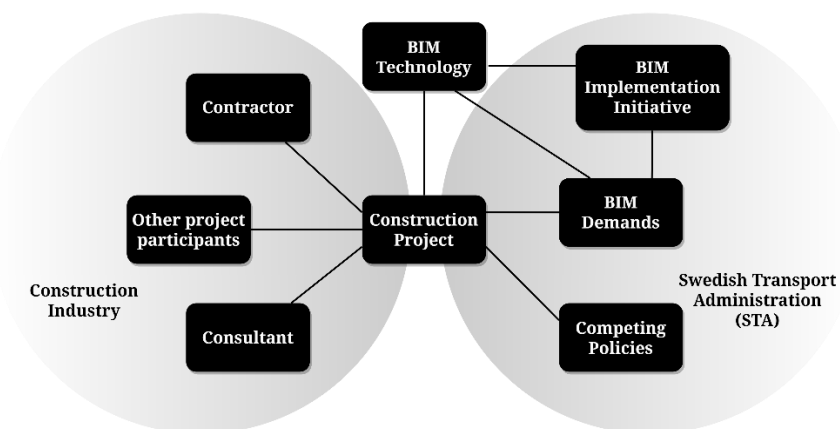 BIM
Technology
BIM
Implementation
Initiative
Contractor
Other project
participants
Construction
Project
BIM
Demands
Construction
Industry
Swedish Transport
Administration
(STA)
Consultant
Competing
Policies